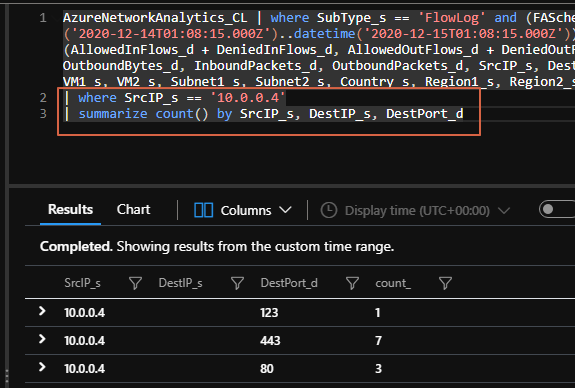 1 AzureNetworkAnalytics_CL | where SubType_s == 'FlowLog' and (FASche
('2020-12-14T01:08:15.000Z')..datetime('2020-12-15T01:08:15.000Z'))
(AllowedInFlows_d + DeniedInFlows_d, AllowedOutFlows_d + DeniedOutF
OutboundBytes_d, InboundPackets_d, OutboundPackets_d, SrcIP_s, Dest
VM1_s, VM2_s, Subnet1_s, Subnet2_s, Country_s, Region1_s, Region2_s
2 | where SrcIP_s == '10.0.0.4'
3 | summarize count() by SrcIP_s, DestIP_s, DestPort_d
Results Chart Columns Display time (UTC+00:00)
Completed. Showing results from the custom time range.
SrcIP_s DestIP_s DestPort_d count_
10.0.0.4 123 1
10.0.0.4 443 7
10.0.0.4 80 3